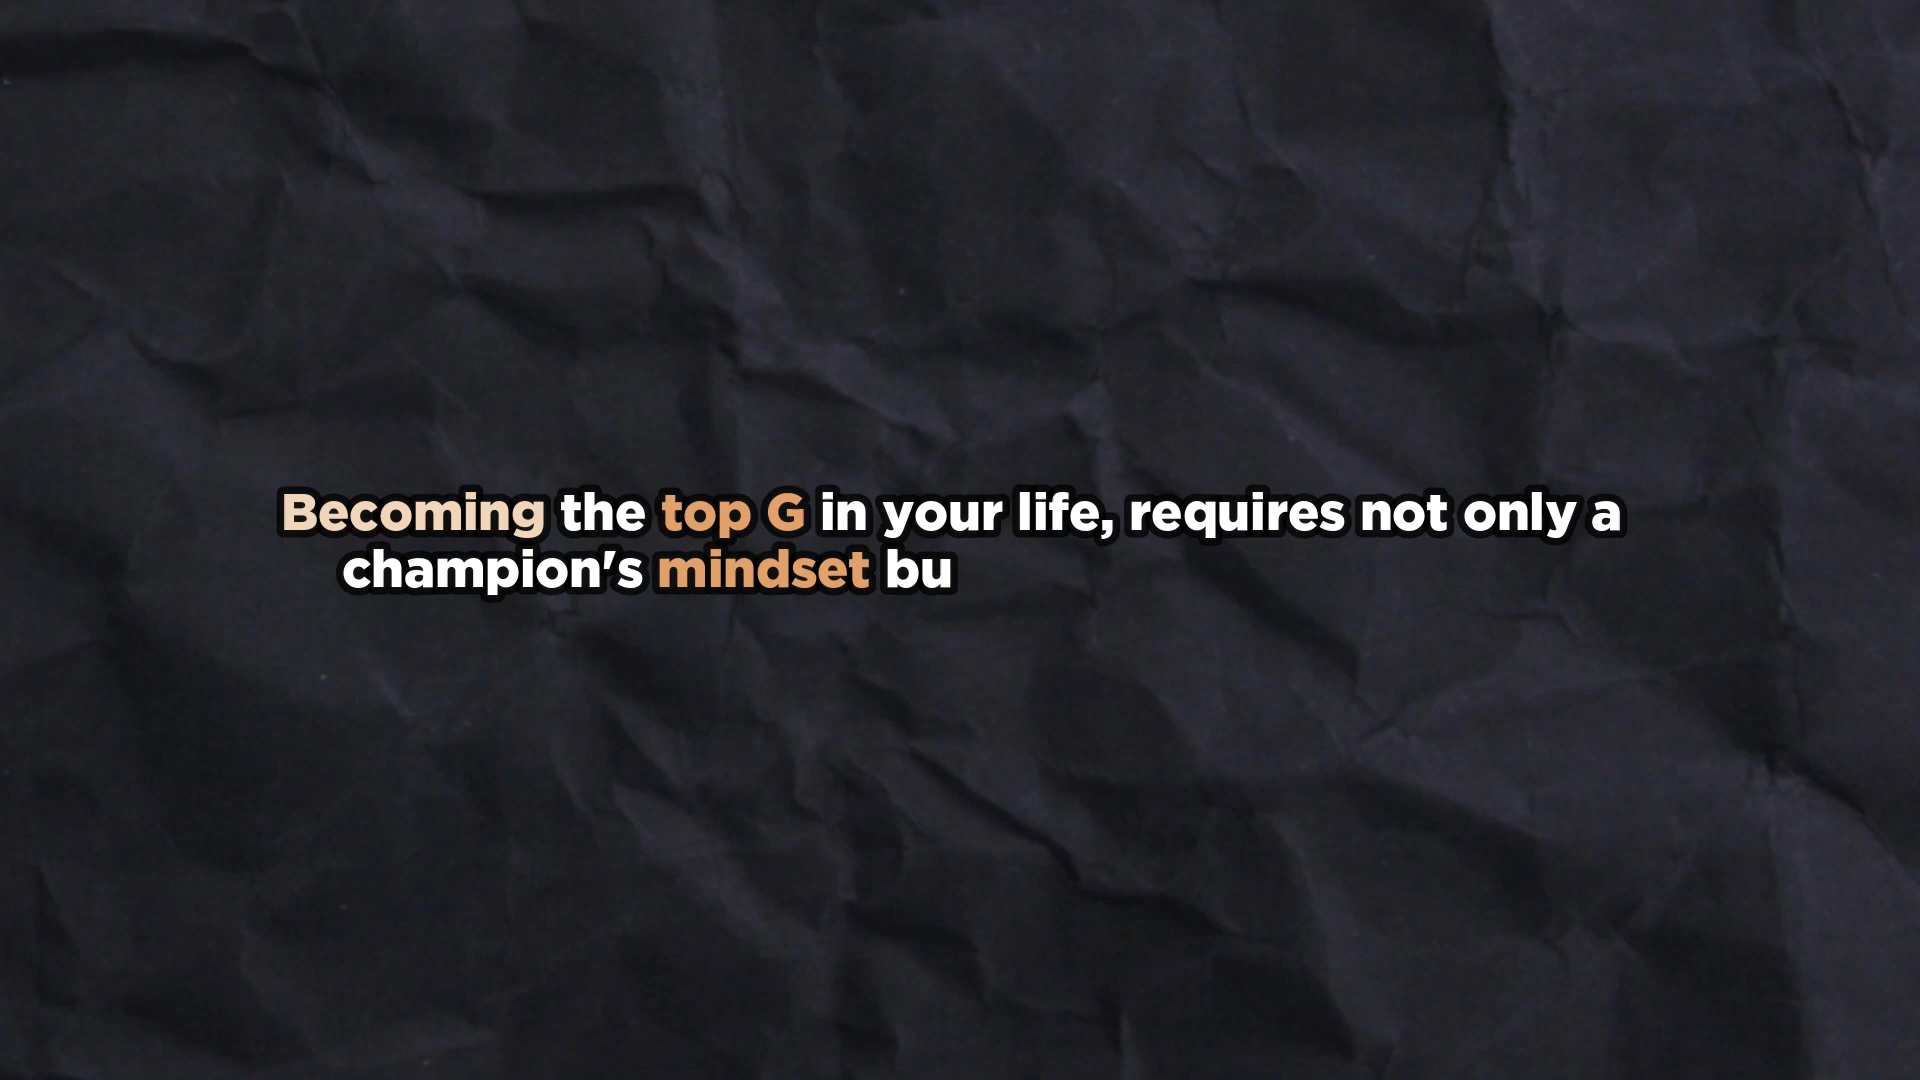 Becoming the top G in your life, requires not only a
champion's mindset bu